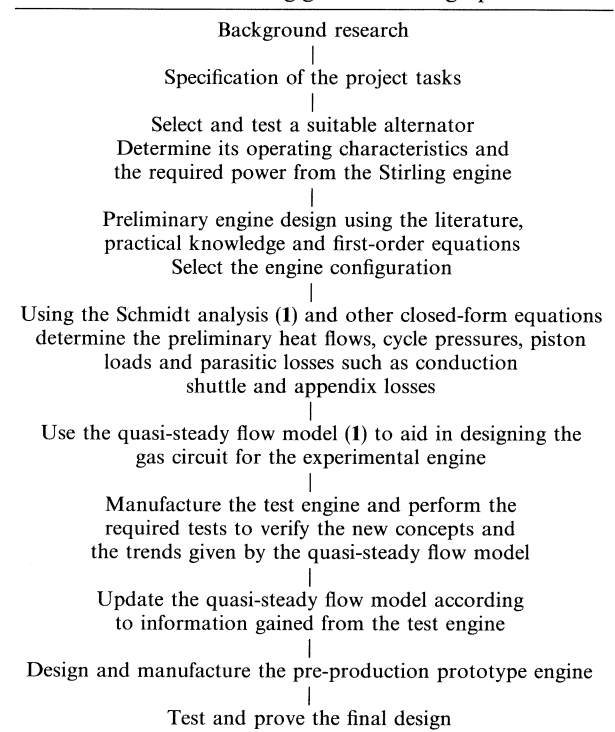 Background research
Specification of the project tasks
Select and test a suitable alternator
Determine its operating characteristics and
the required power from the Stirling engine
Preliminary engine design using the literature,
practical knowledge and first-order equations
Select the engine configuration
Using the Schmidt analysis (1) and other closed-form equations
determine the preliminary heat flows, cycle pressures, piston
loads and parasitic losses such as conduction
shuttle and appendix losses
Use the quasi-steady flow model (1) to aid in designing the
gas circuit for the experimental engine
Manufacture the test engine and perform the
required tests to verify the new concepts and
the trends given by the quasi-steady flow model
Update the quasi-steady flow model according
to information gained from the test engine
Design and manufacture the pre-production prototype engine
Test and prove the final design